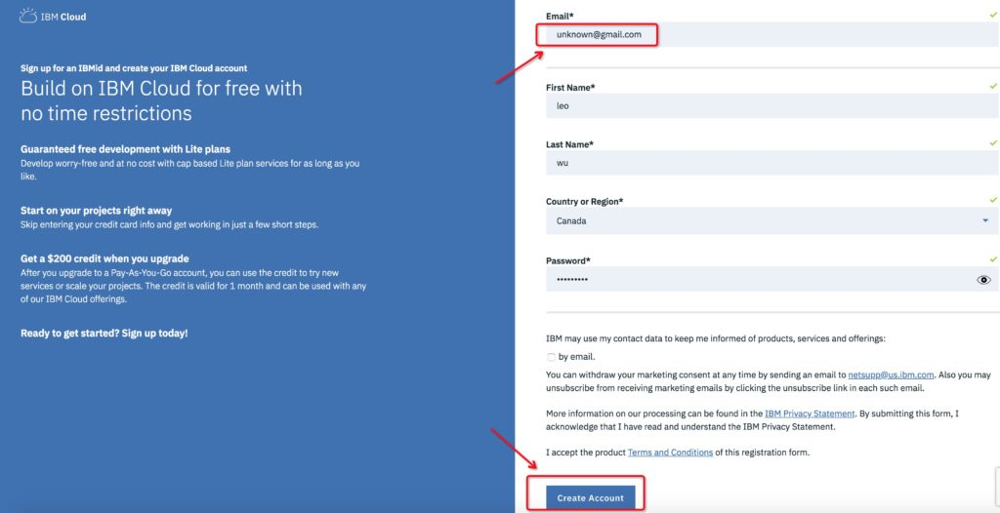 IBM Cloud
Sign up for an IBMid and create your IBM Cloud account
Build on IBM Cloud for free with
no time restrictions
Guaranteed free development with Lite plans
Develop worry-free and at no cost with cap based Lite plan services for as long as you
like.
Start on your projects right away
Skip entering your credit card info and get working in just a few short steps.
Get a $200 credit when you upgrade
After you upgrade to a Pay-As-You-Go account, you can use the credit to try new
services or scale your projects. The credit is valid for 1 month and can be used with any
of our IBM Cloud offerings.
Ready to get started? Sign up today!
Email*
unknown@gmail.com
First Name*
leo
Last Name*
wu
Country or Region*
Canada
Password*
•••••••••
IBM may use my contact data to keep me informed of products, services and offerings:
by email.
You can withdraw your marketing consent at any time by sending an email to netsupp@us.ibm.com. Also you may
unsubscribe from receiving marketing emails by clicking the unsubscribe link in each such email.
More information on our processing can be found in the IBM Privacy Statement. By submitting this form, I
acknowledge that I have read and understand the IBM Privacy Statement.
I accept the product Terms and Conditions of this registration form.
Create Account